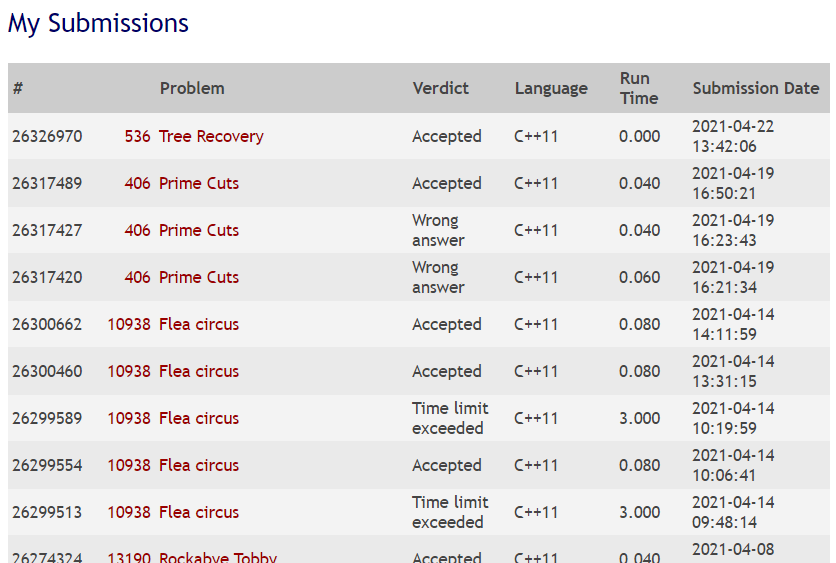 My Submissions
# Problem Verdict Language Run Time Submission Date
26326970 536 Tree Recovery Accepted C++11 0.000 2021-04-22 13:42:06
26317489 406 Prime Cuts Accepted C++11 0.040 2021-04-19 16:50:21
26317427 406 Prime Cuts Wrong answer C++11 0.040 2021-04-19 16:23:43
26317420 406 Prime Cuts Wrong answer C++11 0.060 2021-04-19 16:21:34
26300662 10938 Flea circus Accepted C++11 0.080 2021-04-14 14:11:59
26300460 10938 Flea circus Accepted C++11 0.080 2021-04-14 13:31:15
26299589 10938 Flea circus Time limit exceeded C++11 3.000 2021-04-14 10:19:59
26299554 10938 Flea circus Accepted C++11 0.080 2021-04-14 10:06:41
26299513 10938 Flea circus Time limit exceeded C++11 3.000 2021-04-14 09:48:14
26274324 13190 Rockabye Tobby Accepted C++11 0.040 2021-04-08